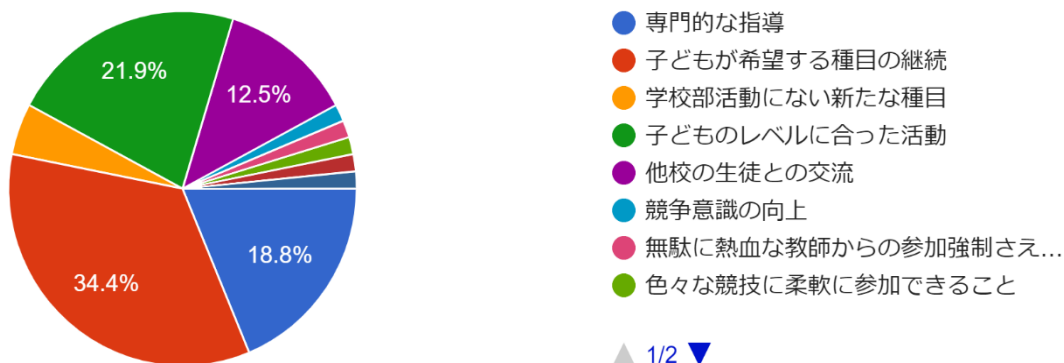 21.9%
12.5%
34.4%
18.8%
専門的な指導
子どもが希望する種目の継続
学校部活動にない新たな種目
子どものレベルに合った活動
他校の生徒との交流
競争意識の向上
無駄に熱血な教師からの参加強制さえ...
色々な競技に柔軟に参加できること
1/2